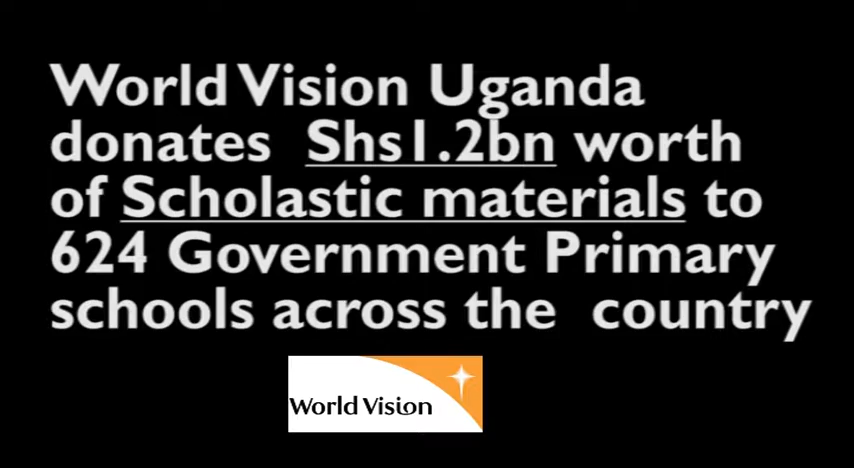 World Vision Uganda
donates Shs1.2bn worth
of Scholastic materials to
624 Government Primary
schools across the country
World Vision